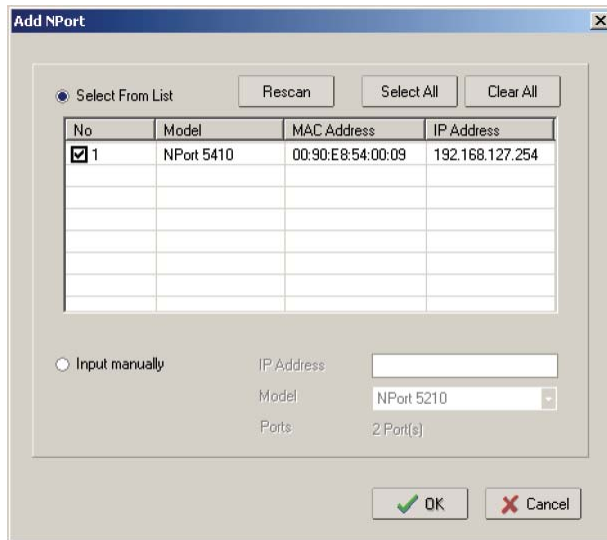 Add NPort
Select From List Rescan Select All Clear All
No Model MAC Address IP Address
1 NPort 5410 00:90:E8:54:00:09 192.168.127.254
Input manually IP Address
Model NPort 5210
Ports 2 Port(s)
OK Cancel